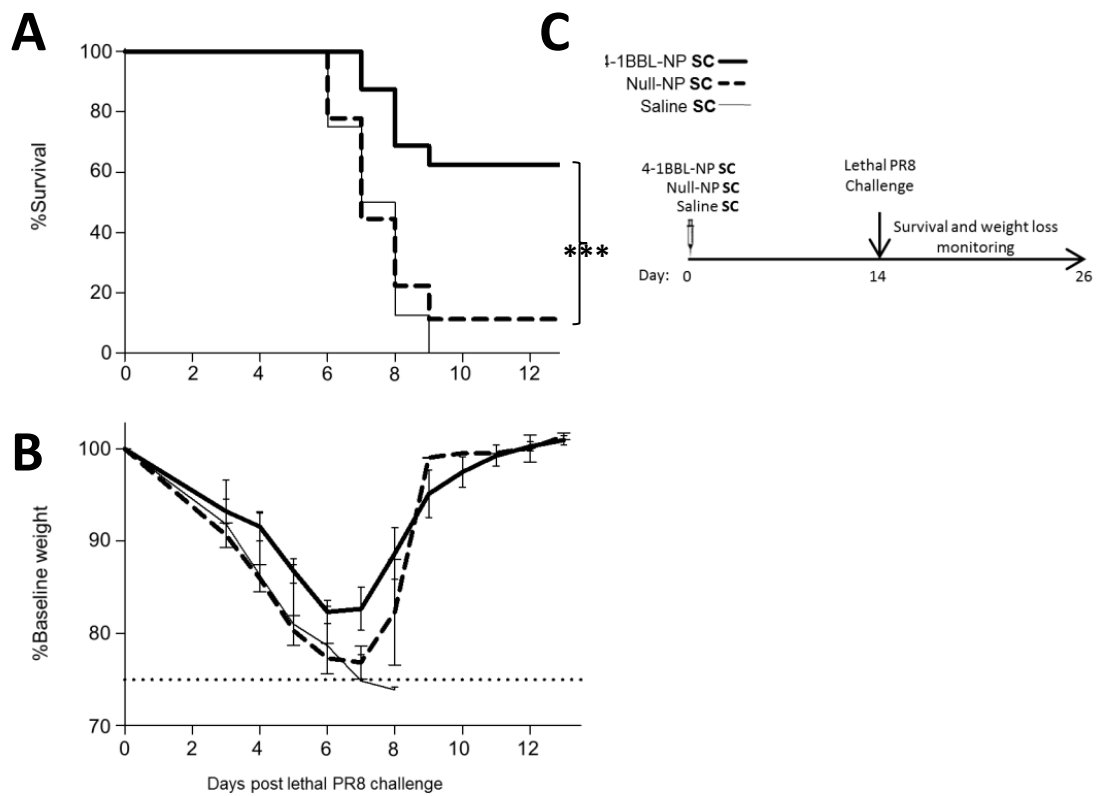 A
100
80
60
40
20
0
%Survival
0 2 4 6 8 10 12
***
B
100
90
80
70
%Baseline weight
0 2 4 6 8 10 12
Days post lethal PR8 challenge
C
4-1BBL-NP SC
Null-NP SC
Saline SC
4-1BBL-NP SC
Null-NP SC
Saline SC
Lethal PR8
Challenge
Survival and weight loss
monitoring
Day: 0 14 26